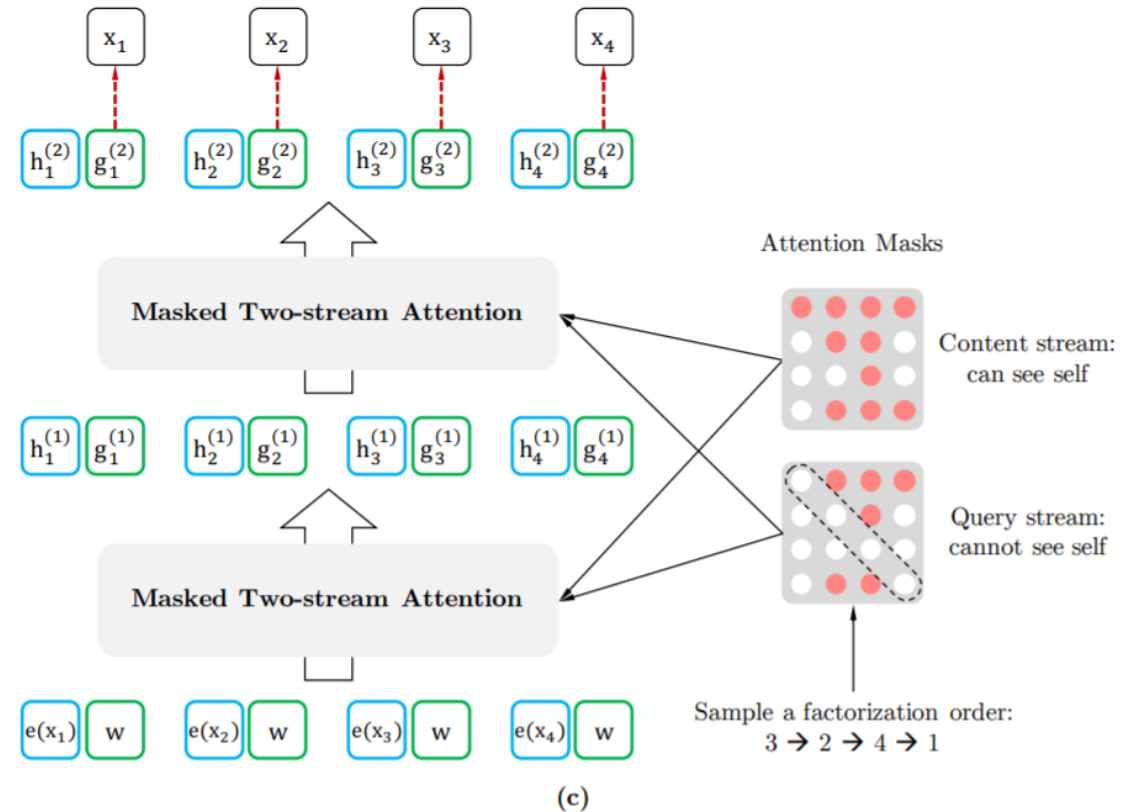 x₁ x₂ x₃ x₄
h₁⁽²⁾ g₁⁽²⁾ h₂⁽²⁾ g₂⁽²⁾ h₃⁽²⁾ g₃⁽²⁾ h₄⁽²⁾ g₄⁽²⁾
Attention Masks
Masked Two-stream Attention
Content stream:
can see self
h₁⁽¹⁾ g₁⁽¹⁾ h₂⁽¹⁾ g₂⁽¹⁾ h₃⁽¹⁾ g₃⁽¹⁾ h₄⁽¹⁾ g₄⁽¹⁾
Query stream:
cannot see self
Masked Two-stream Attention
e(x₁) w e(x₂) w e(x₃) w e(x₄) w
Sample a factorization order:
3 → 2 → 4 → 1
(c)